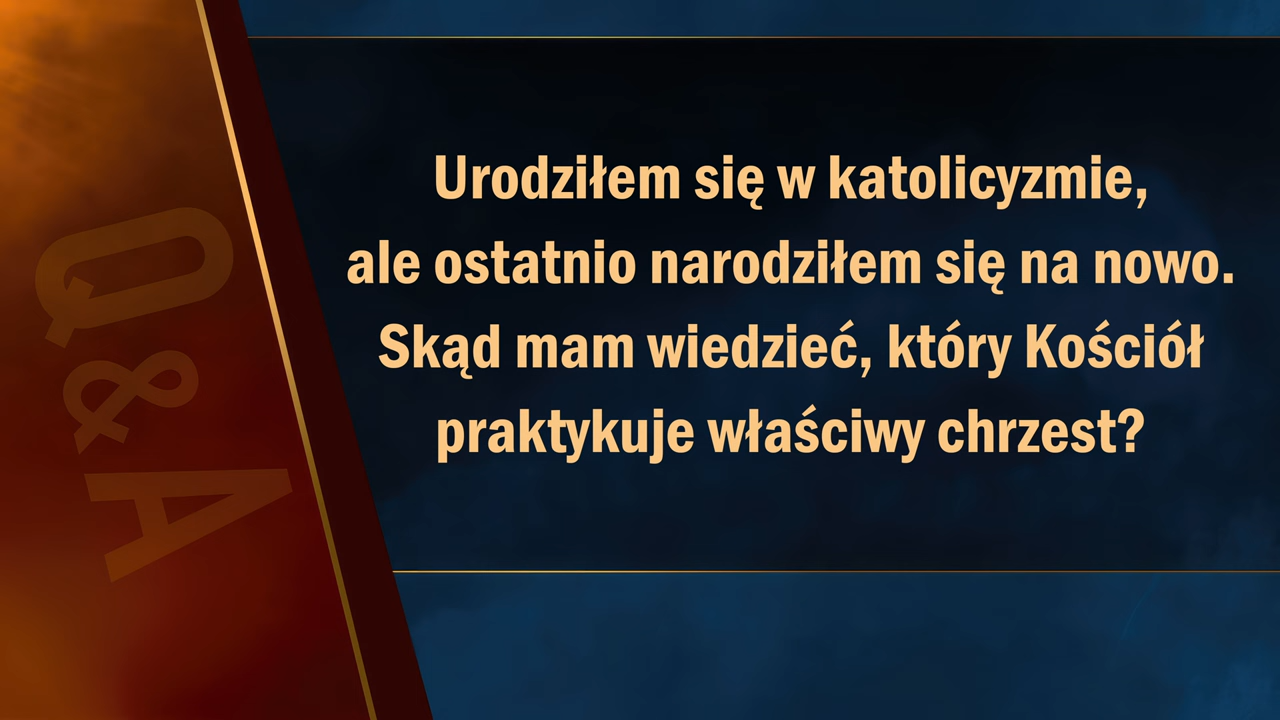 Q & A
Urodziłem się w katolicyzmie,
ale ostatnio narodziłem się na nowo.
Skąd mam wiedzieć, który Kościół
praktykuje właściwy chrzest?